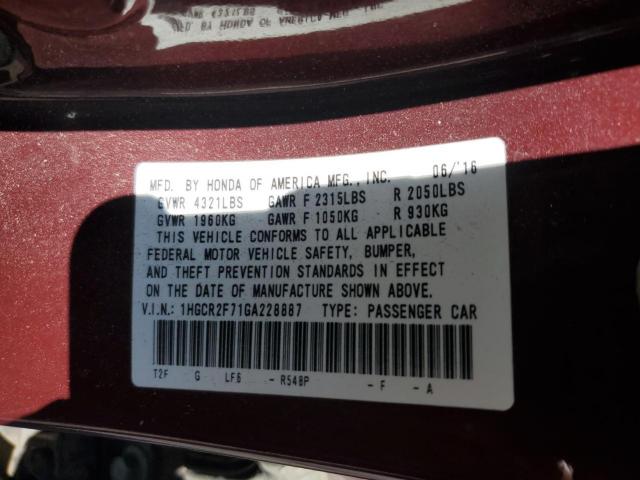 MFD. BY HONDA OF AMERICA MFG., INC. 06/'16
GVWR 4321LBS GAWR F 2315LBS R 2050LBS
GVWR 1960KG GAWR F 1050KG R 930KG
THIS VEHICLE CONFORMS TO ALL APPLICABLE
FEDERAL MOTOR VEHICLE SAFETY, BUMPER,
AND THEFT PREVENTION STANDARDS IN EFFECT
ON THE DATE OF MANUFACTURE SHOWN ABOVE.
V.I.N.: 1HGCR2F71GA228887 TYPE: PASSENGER CAR
T2F G LF6 - R548P - F - A